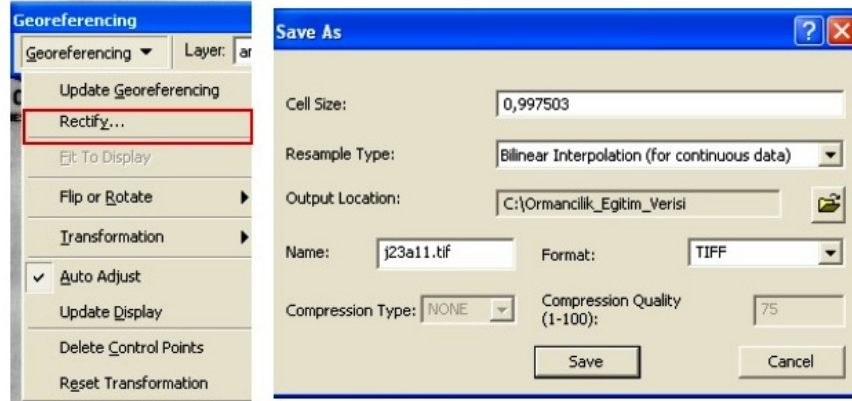 Georeferencing
Georeferencing Layer:
Update Georeferencing
Rectify...
Fit To Display
Flip or Rotate
Transformation
Auto Adjust
Update Display
Delete Control Points
Reset Transformation
Save As
Cell Size: 0,997503
Resample Type: Bilinear Interpolation (for continuous data)
Output Location: C:\Ormancilik_Egitim_Verisi
Name: j23a11.tif Format: TIFF
Compression Type: NONE Compression Quality (1-100): 75
Save Cancel